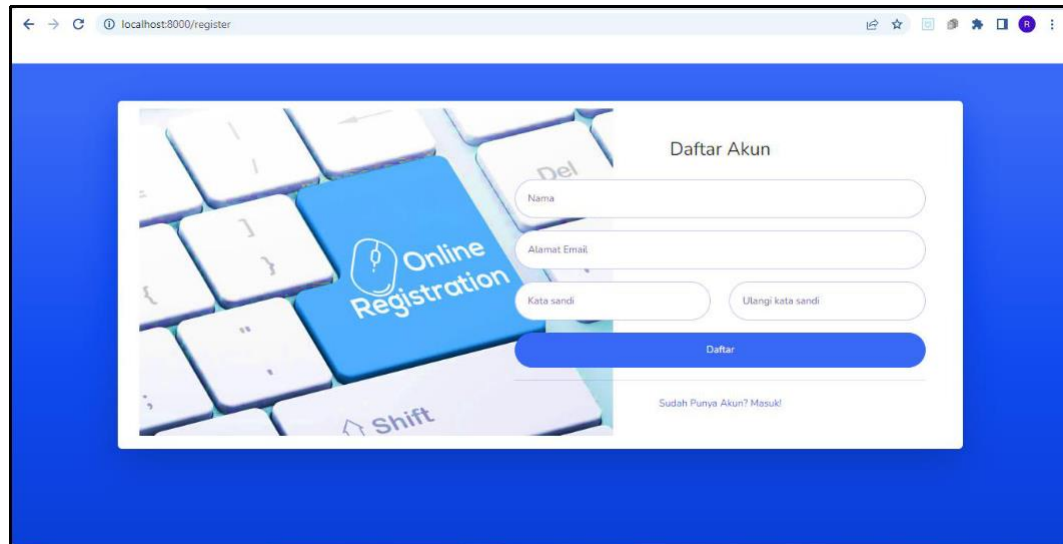 localhost:8000/register
R
Daftar Akun
Del
Nama
Alamat Email
Kata sandi
Ulangi kata sandi
Daftar
Sudah Punya Akun? Masuk!
Online
Registration
Shift
=
]
}
{
"
'
:
;